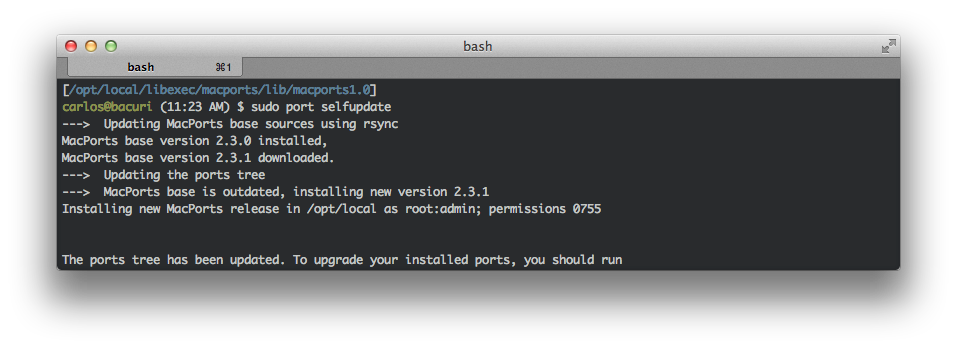 bash
bash ⌘1
[/opt/local/libexec/macports/lib/macports1.0]
carlos@bacuri (11:23 AM) $ sudo port selfupdate
---> Updating MacPorts base sources using rsync
MacPorts base version 2.3.0 installed,
MacPorts base version 2.3.1 downloaded.
---> Updating the ports tree
---> MacPorts base is outdated, installing new version 2.3.1
Installing new MacPorts release in /opt/local as root:admin; permissions 0755
The ports tree has been updated. To upgrade your installed ports, you should run